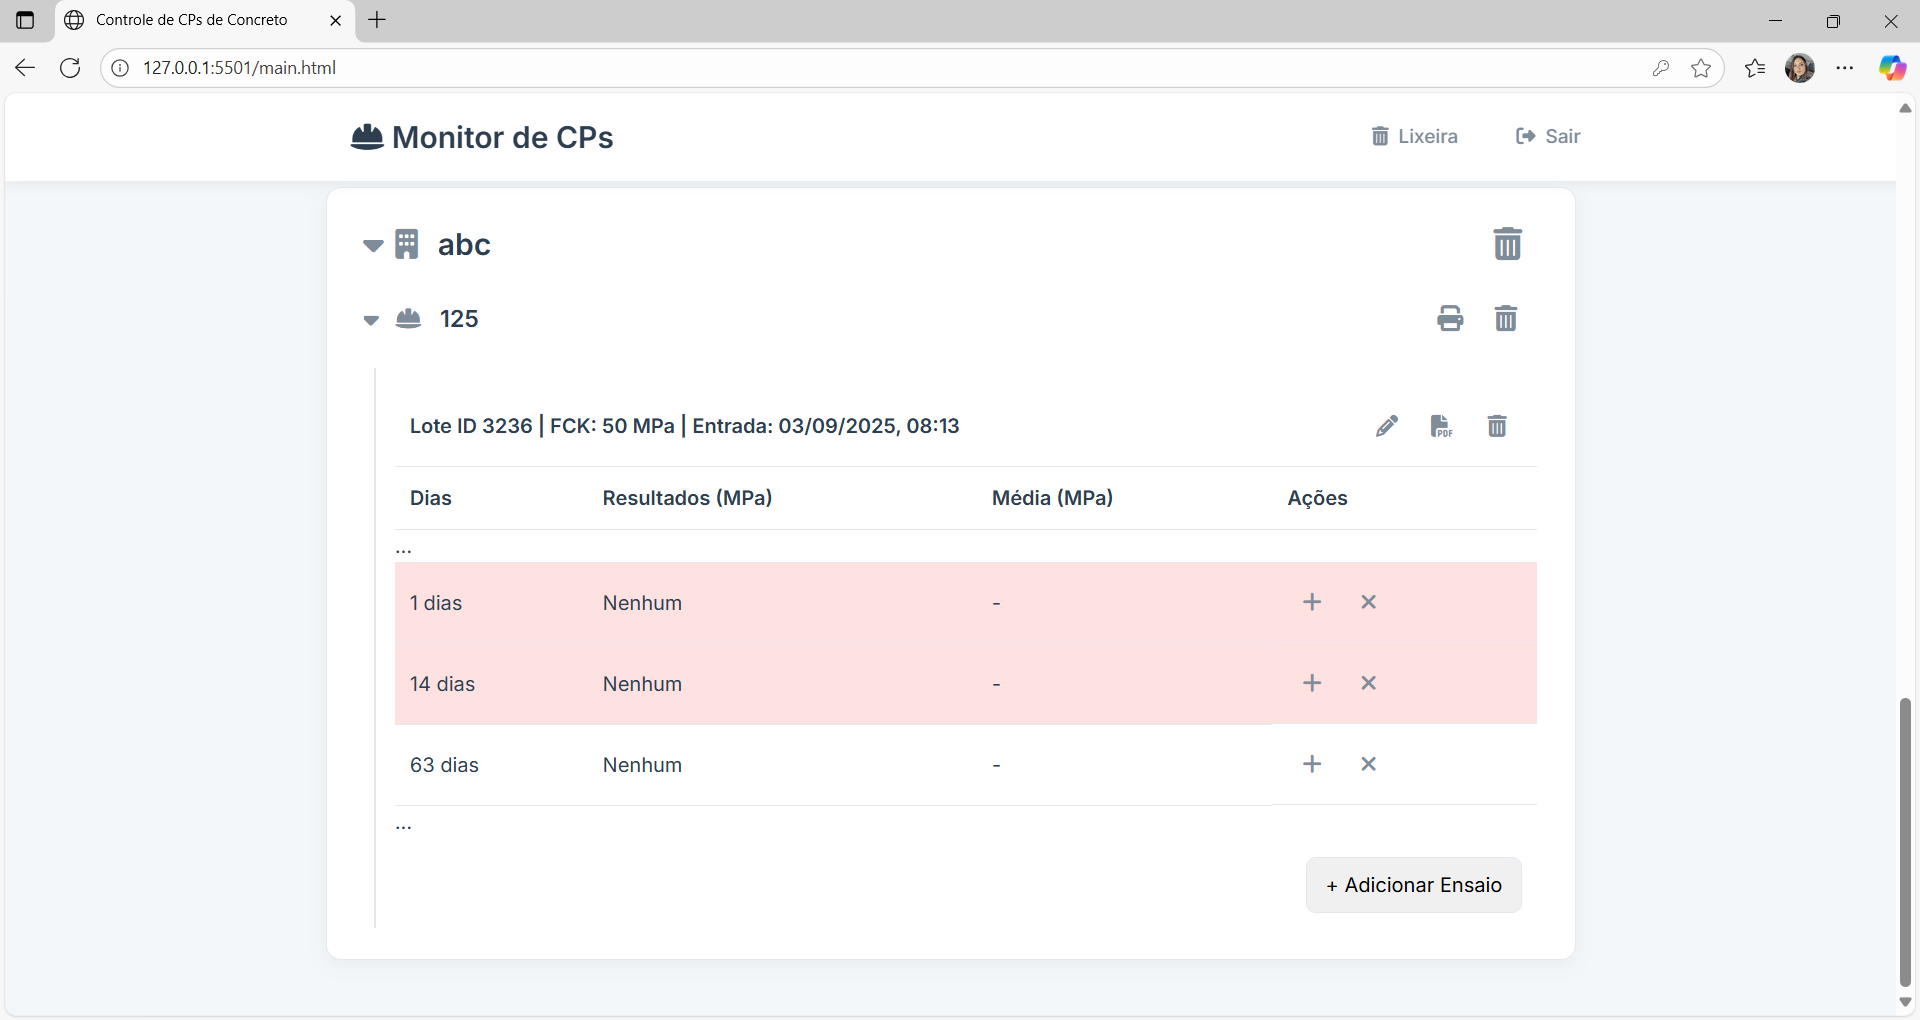 Controle de CPs de Concreto
127.0.0.1:5501/main.html
Monitor de CPs
Lixeira
Sair
abc
125
Lote ID 3236 | FCK: 50 MPa | Entrada: 03/09/2025, 08:13
PDF
Dias Resultados (MPa) Média (MPa) Ações
...
1 dias Nenhum -
14 dias Nenhum -
63 dias Nenhum -
...
+ Adicionar Ensaio